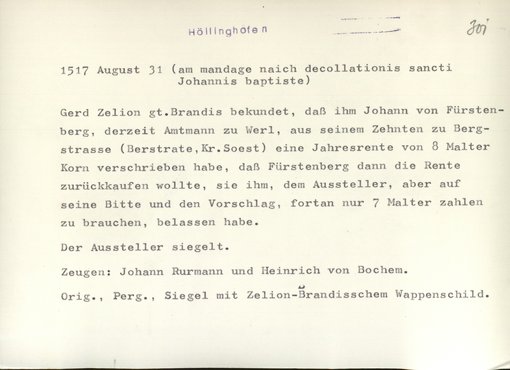 Höllinghofen
1517 August 31 (am mandage naich decollationis sancti
Johannis baptiste)
Gerd Zelion gt.Brandis bekundet, daß ihm Johann von Fürsten-
berg, derzeit Amtmann zu Werl, aus seinem Zehnten zu Berg-
strasse (Berstrate,Kr.Soest) eine Jahresrente von 8 Malter
Korn verschrieben habe, daß Fürstenberg dann die Rente
zurückkaufen wollte, sie ihm, dem Aussteller, aber auf
seine Bitte und den Vorschlag, fortan nur 7 Malter zahlen
zu brauchen, belassen habe.
Der Aussteller siegelt.
Zeugen: Johann Rurmann und Heinrich von Bochem.
Orig., Perg., Siegel mit Zelion-Brandisschem Wappenschild.